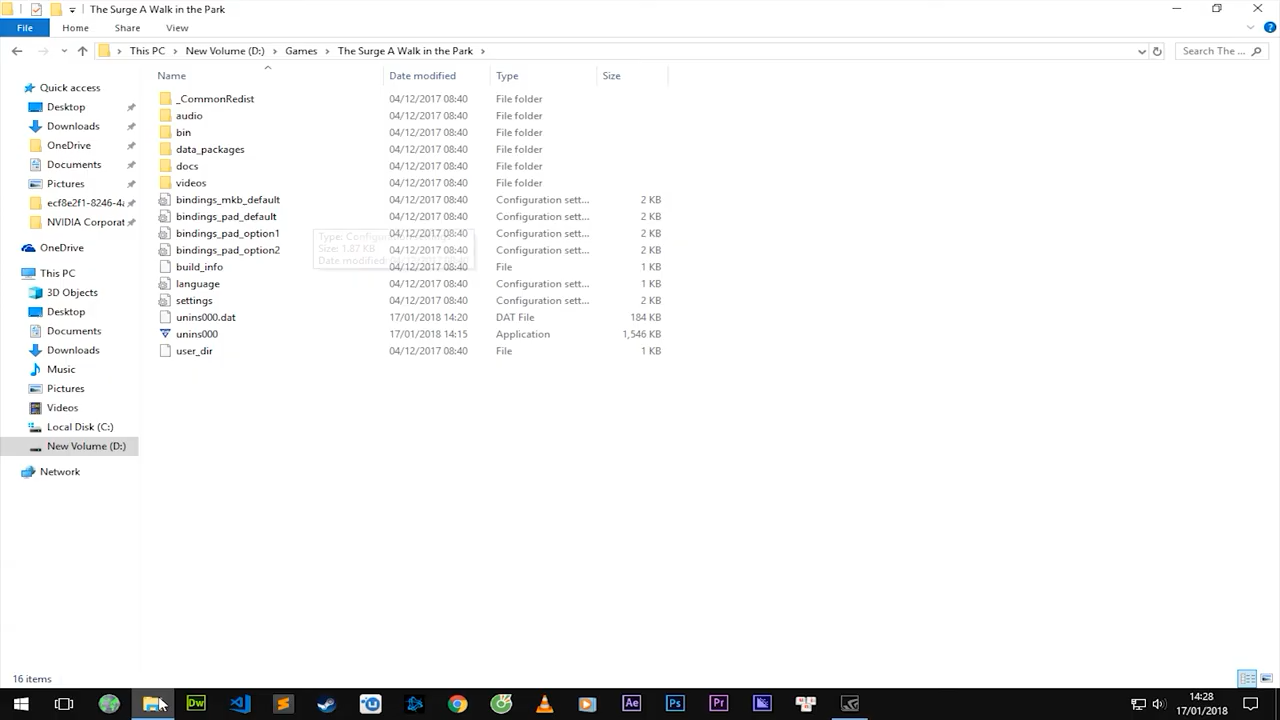 The Surge A Walk in the Park
File Home Share View
This PC New Volume (D:) Games The Surge A Walk in the Park Search The ...
Name Date modified Type Size
Quick access
Desktop
Downloads
OneDrive
Documents
Pictures
ecf8e2f1-8246-4a
NVIDIA Corporat
OneDrive
This PC
3D Objects
Desktop
Documents
Downloads
Music
Pictures
Videos
Local Disk (C:)
New Volume (D:)
Network
_CommonRedist 04/12/2017 08:40 File folder
audio 04/12/2017 08:40 File folder
bin 04/12/2017 08:40 File folder
data_packages 04/12/2017 08:40 File folder
docs 04/12/2017 08:40 File folder
videos 04/12/2017 08:40 File folder
bindings_mkb_default 04/12/2017 08:40 Configuration sett... 2 KB
bindings_pad_default 04/12/2017 08:40 Configuration sett... 2 KB
bindings_pad_option1 04/12/2017 08:40 Configuration sett... 2 KB
bindings_pad_option2 04/12/2017 08:40 Configuration sett... 2 KB
build_info 04/12/2017 08:40 File 1 KB
language 04/12/2017 08:40 Configuration sett... 1 KB
settings 04/12/2017 08:40 Configuration sett... 2 KB
unins000.dat 17/01/2018 14:20 DAT File 184 KB
unins000 17/01/2018 14:15 Application 1,546 KB
user_dir 04/12/2017 08:40 File 1 KB
Size: 1.87 KB
Date modified:
16 items
Dw Ae Ps Pr
14:28
17/01/2018